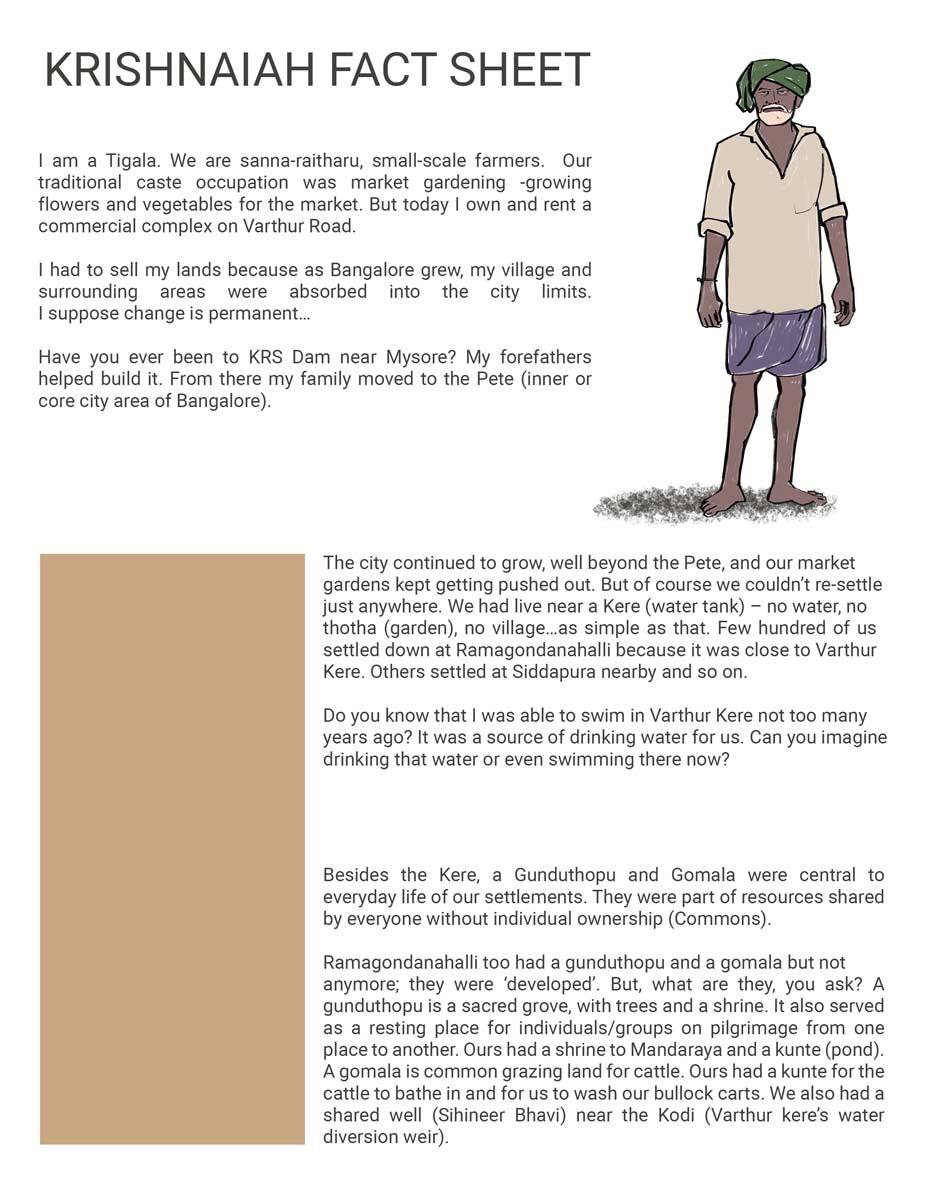 KRISHNAIAH FACT SHEET
I am a Tigala. We are sanna-raitharu, small-scale farmers. Our
traditional caste occupation was market gardening -growing
flowers and vegetables for the market. But today I own and rent a
commercial complex on Varthur Road.
I had to sell my lands because as Bangalore grew, my village and
surrounding areas were absorbed into the city limits.
I suppose change is permanent…
Have you ever been to KRS Dam near Mysore? My forefathers
helped build it. From there my family moved to the Pete (inner or
core city area of Bangalore).
The city continued to grow, well beyond the Pete, and our market
gardens kept getting pushed out. But of course we couldn’t re-settle
just anywhere. We had live near a Kere (water tank) – no water, no
thotha (garden), no village…as simple as that. Few hundred of us
settled down at Ramagondanahalli because it was close to Varthur
Kere. Others settled at Siddapura nearby and so on.
Do you know that I was able to swim in Varthur Kere not too many
years ago? It was a source of drinking water for us. Can you imagine
drinking that water or even swimming there now?
Besides the Kere, a Gunduthopu and Gomala were central to
everyday life of our settlements. They were part of resources shared
by everyone without individual ownership (Commons).
Ramagondanahalli too had a gunduthopu and a gomala but not
anymore; they were ‘developed’. But, what are they, you ask? A
gunduthopu is a sacred grove, with trees and a shrine. It also served
as a resting place for individuals/groups on pilgrimage from one
place to another. Ours had a shrine to Mandaraya and a kunte (pond).
A gomala is common grazing land for cattle. Ours had a kunte for the
cattle to bathe in and for us to wash our bullock carts. We also had a
shared well (Sihineer Bhavi) near the Kodi (Varthur kere’s water
diversion weir).